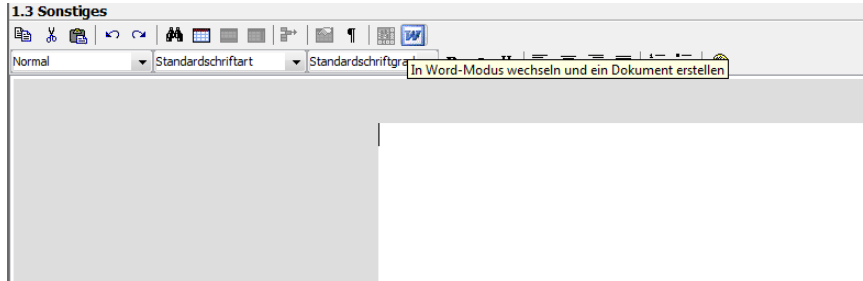 1.3 Sonstiges
Normal Standardschriftart Standardschriftgra
In Word-Modus wechseln und ein Dokument erstellen